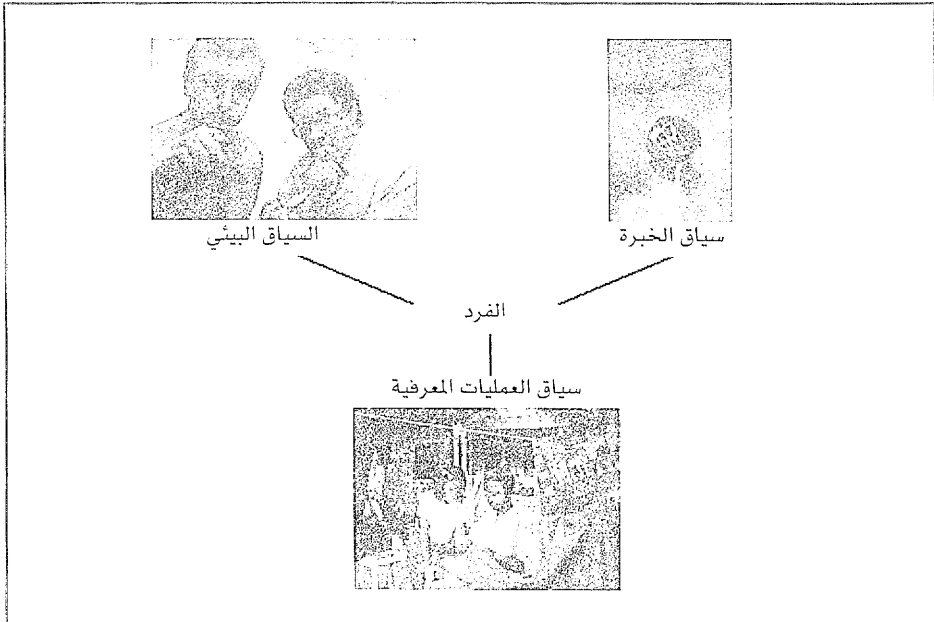 سياق الخبرة
السياق البيئي
الفرد
سياق العمليات المعرفية